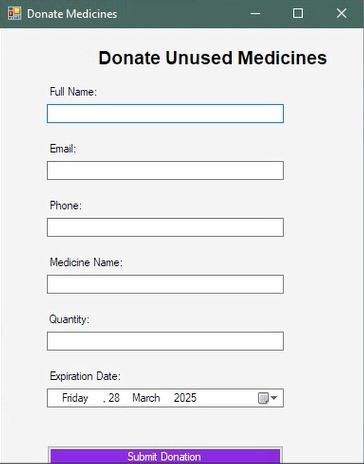 Donate Medicines
Donate Unused Medicines
Full Name:
Email:
Phone:
Medicine Name:
Quantity:
Expiration Date:
Friday , 28 March 2025
Submit Donation